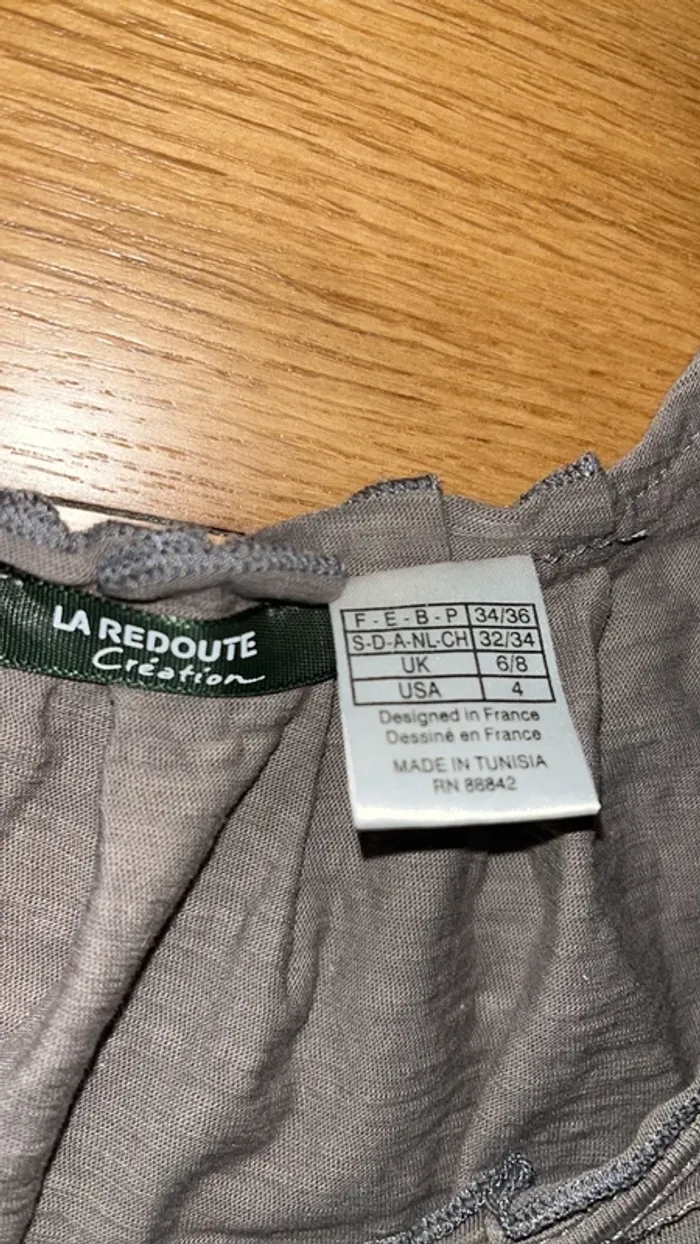 LA REDOUTE
Création
F - E - B - P 34/36
S-D-A-NL-CH 32/34
UK 6/8
USA 4
Designed in France
Dessiné en France
MADE IN TUNISIA
RN 88842